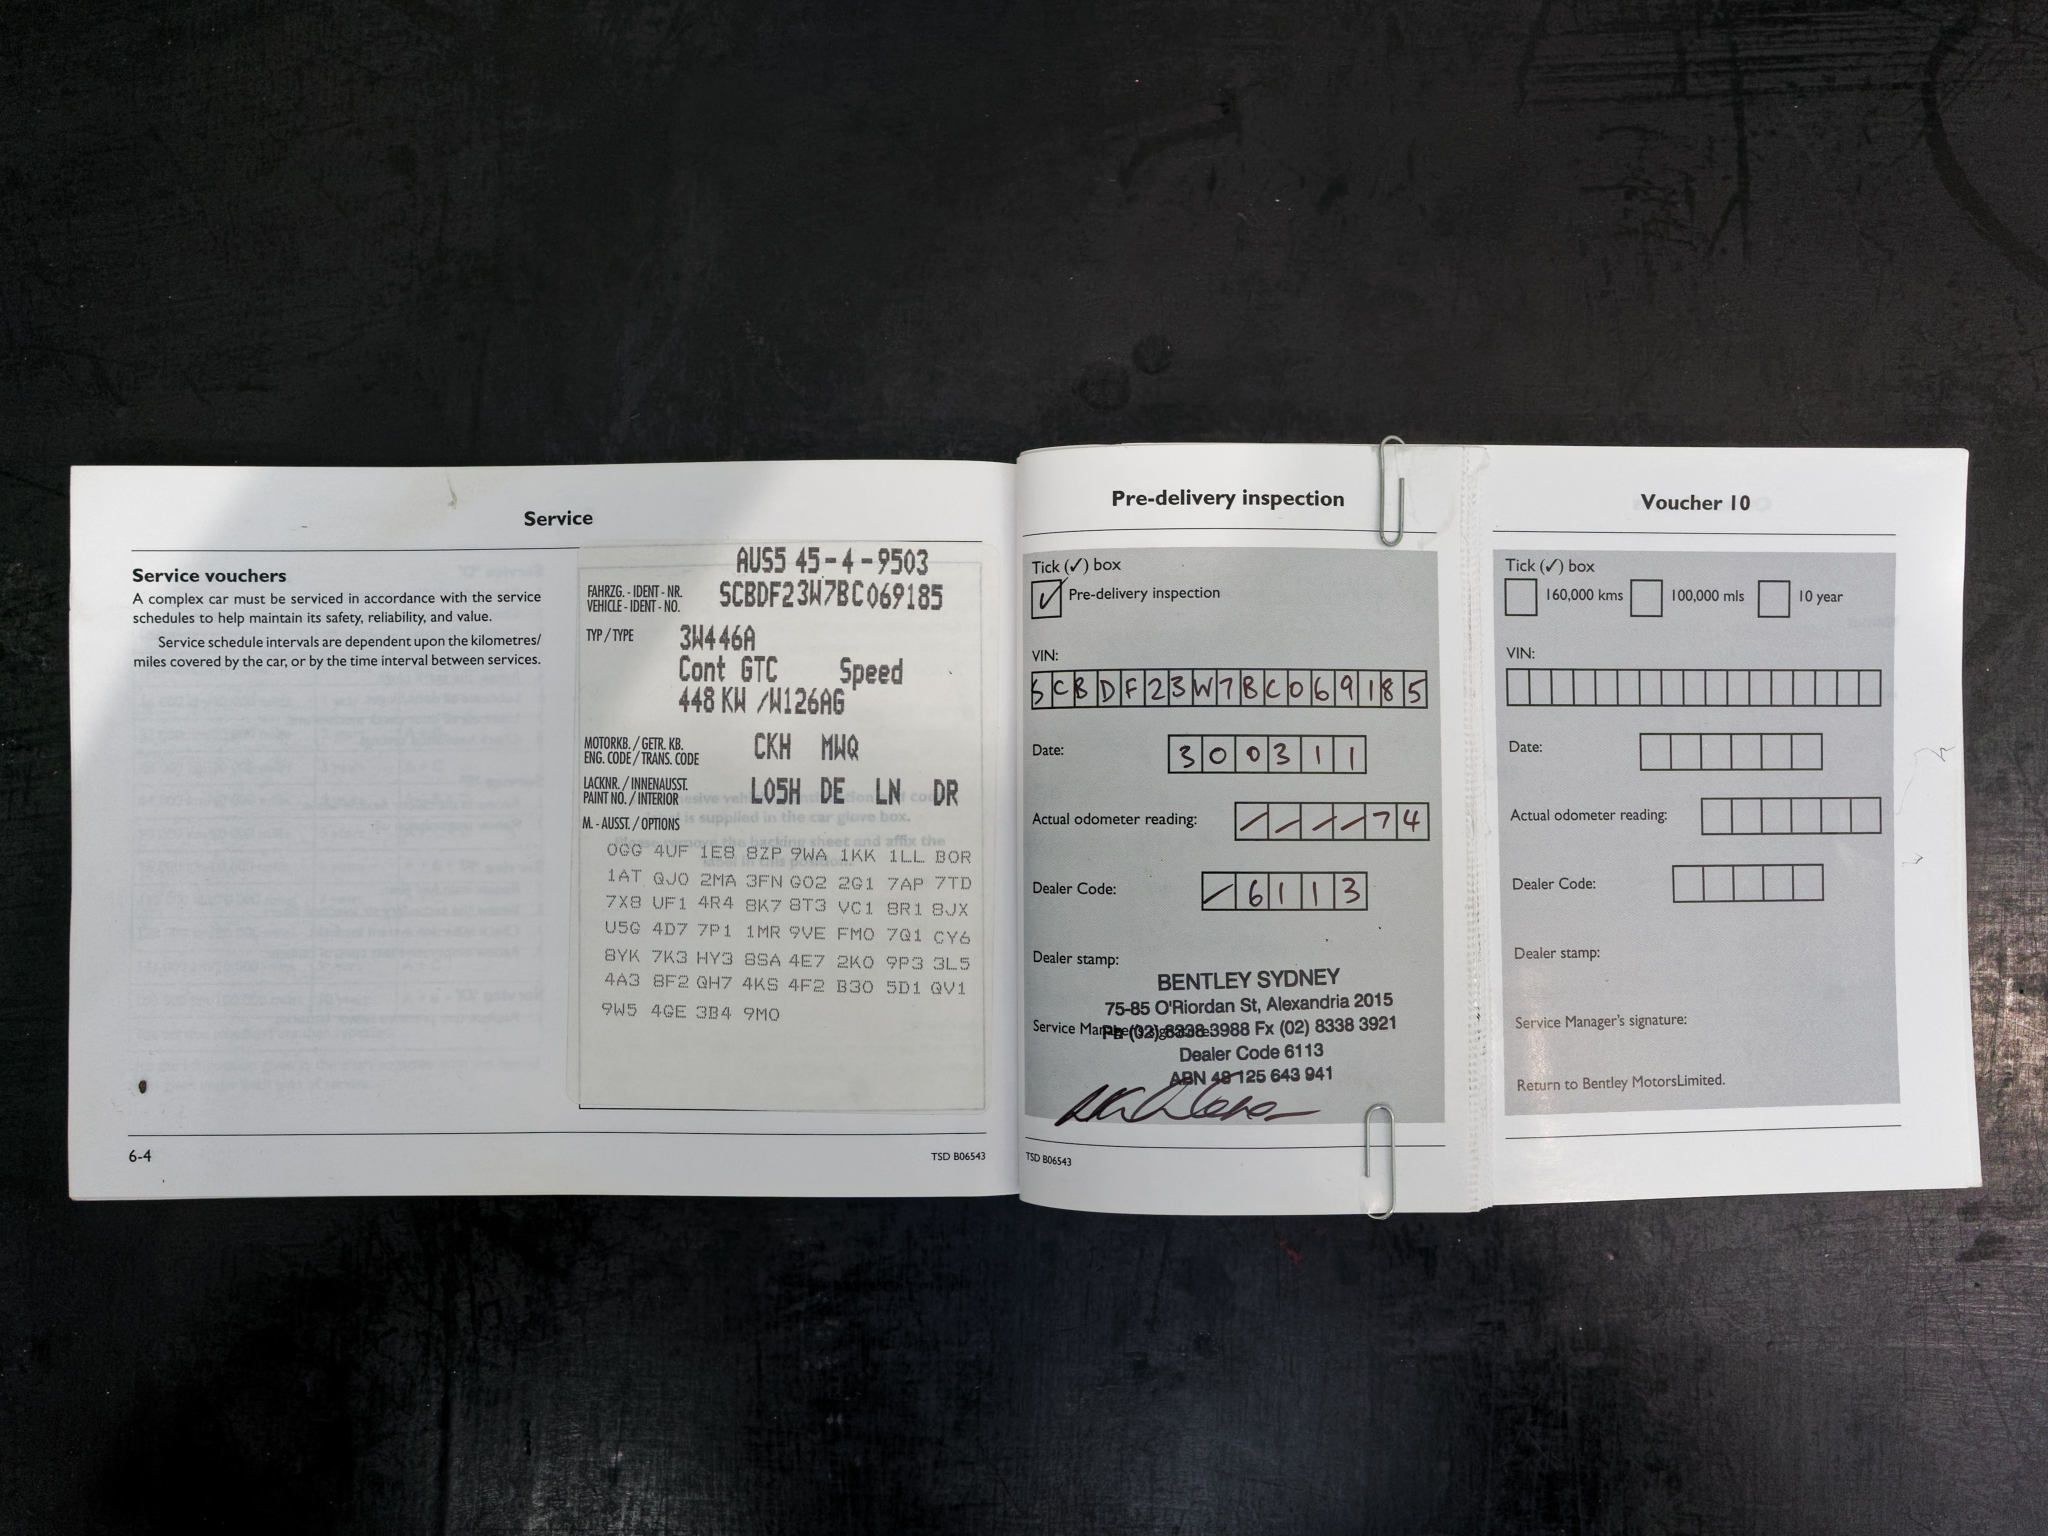 Service
Service vouchers
A complex car must be serviced in accordance with the service
schedules to help maintain its safety, reliability, and value.
Service schedule intervals are dependent upon the kilometres/
miles covered by the car, or by the time interval between services.
AUS5 45-4-9503
FAHRZG. - IDENT - NR.
VEHICLE - IDENT - NO.
SCBDF23W7BC069185
TYP / TYPE
3W446A
Cont GTC Speed
448 KW /W126AG
MOTORKB. / GETR. KB.
ENG. CODE / TRANS. CODE
CKH MWQ
LACKNR. / INNENAUSST.
PAINT NO. / INTERIOR
LO5H DE LN DR
M. - AUSST. / OPTIONS
0GG 4UF 1E8 8ZP 9WA 1KK 1LL B0R
1AT QJ0 2MA 3FN G02 2G1 7AP 7TD
7X8 UF1 4R4 8K7 8T3 VC1 8R1 8JX
U5G 4D7 7P1 1MR 9VE FM0 7Q1 CY6
8YK 7K3 HY3 8SA 4E7 2K0 9P3 3L5
4A3 8F2 QH7 4KS 4F2 B30 5D1 QV1
9W5 4GE 3B4 9M0
6-4
TSD B06543
Pre-delivery inspection
Tick (✓) box
✓ Pre-delivery inspection
VIN:
SCBDF23W7BC069185
Date:
300311
Actual odometer reading:
////74
Dealer Code:
/6113
Dealer stamp:
BENTLEY SYDNEY
75-85 O'Riordan St, Alexandria 2015
Service Manager's signature:
Ph (02) 8338 3988 Fx (02) 8338 3921
Dealer Code 6113
ABN 48 125 643 941
TSD B06543
Voucher 10
Tick (✓) box
160,000 kms 100,000 mls 10 year
VIN:
Date:
Actual odometer reading:
Dealer Code:
Dealer stamp:
Service Manager's signature:
Return to Bentley MotorsLimited.